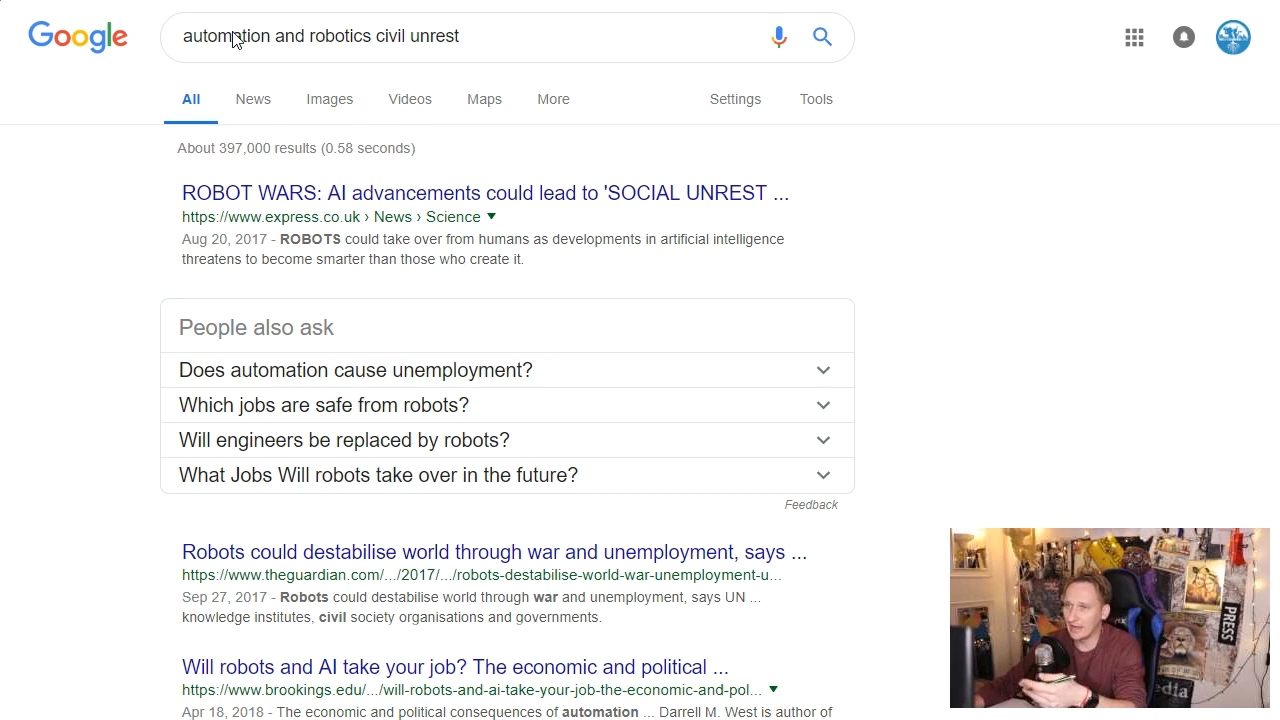 Google
automation and robotics civil unrest
All News Images Videos Maps More Settings Tools
About 397,000 results (0.58 seconds)
ROBOT WARS: AI advancements could lead to 'SOCIAL UNREST ...
https://www.express.co.uk › News › Science
Aug 20, 2017 - ROBOTS could take over from humans as developments in artificial intelligence
threatens to become smarter than those who create it.
People also ask
Does automation cause unemployment?
Which jobs are safe from robots?
Will engineers be replaced by robots?
What Jobs Will robots take over in the future?
Feedback
Robots could destabilise world through war and unemployment, says ...
https://www.theguardian.com/.../2017/.../robots-destabilise-world-war-unemployment-u...
Sep 27, 2017 - Robots could destabilise world through war and unemployment, says UN ...
knowledge institutes, civil society organisations and governments.
Will robots and AI take your job? The economic and political ...
https://www.brookings.edu/.../will-robots-and-ai-take-your-job-the-economic-and-pol...
Apr 18, 2018 - The economic and political consequences of automation ... Darrell M. West is author of
PRESS